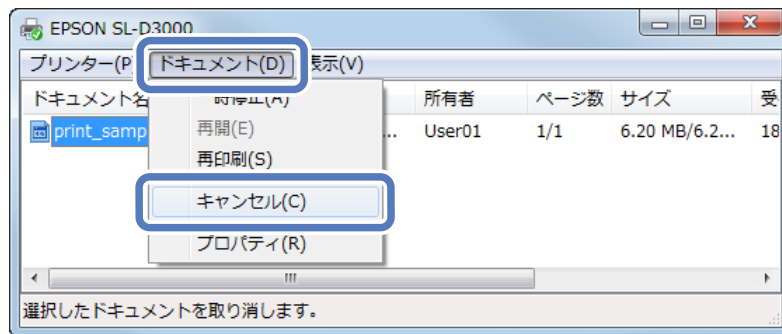 EPSON SL-D3000
プリンター(P) ドキュメント(D) 表示(V)
ドキュメント名 所有者 ページ数 サイズ 受
一時停止(A)
print_samp ... User01 1/1 6.20 MB/6.2... 18
再開(E)
再印刷(S)
キャンセル(C)
プロパティ(R)
選択したドキュメントを取り消します。